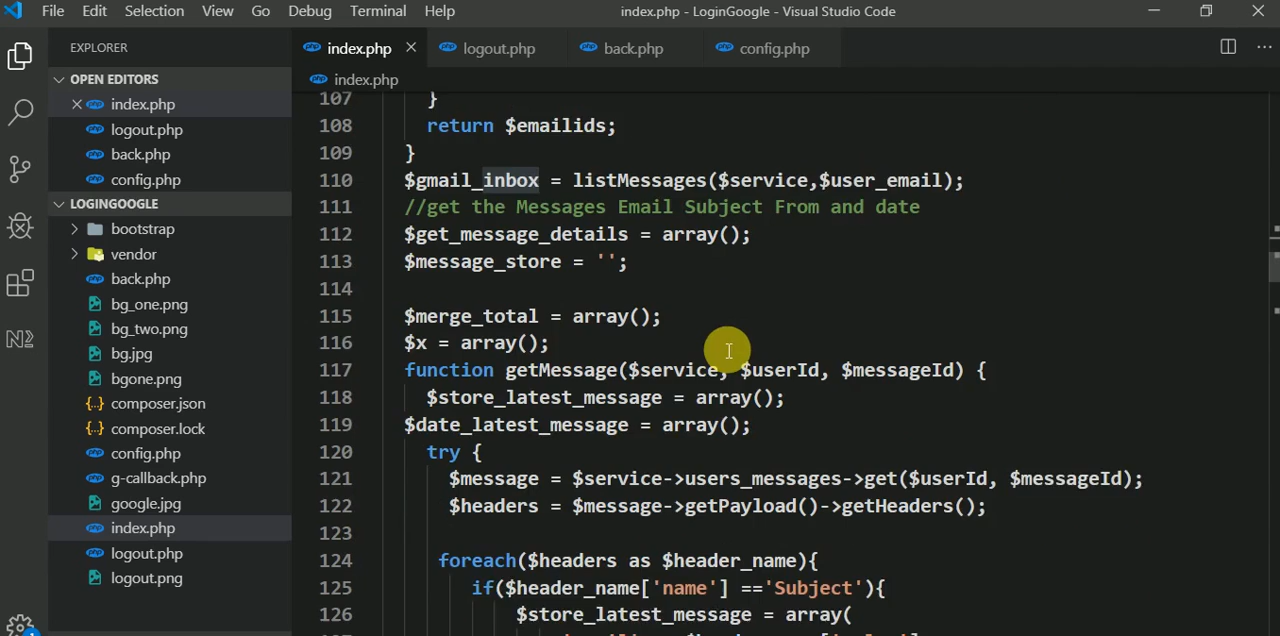 File Edit Selection View Go Debug Terminal Help
index.php - LoginGoogle - Visual Studio Code
EXPLORER
index.php logout.php back.php config.php
OPEN EDITORS
index.php
index.php
logout.php
back.php
config.php
LOGINGOOGLE
bootstrap
vendor
back.php
bg_one.png
bg_two.png
bg.jpg
bgone.png
composer.json
composer.lock
config.php
g-callback.php
google.jpg
index.php
logout.php
logout.png
107 }
108 return $emailids;
109 }
110 $gmail_inbox = listMessages($service,$user_email);
111 //get the Messages Email Subject From and date
112 $get_message_details = array();
113 $message_store = '';
114
115 $merge_total = array();
116 $x = array();
117 function getMessage($service, $userId, $messageId) {
118 $store_latest_message = array();
119 $date_latest_message = array();
120 try {
121 $message = $service->users_messages->get($userId, $messageId);
122 $headers = $message->getPayload()->getHeaders();
123
124 foreach($headers as $header_name){
125 if($header_name['name'] =='Subject'){
126 $store_latest_message = array(